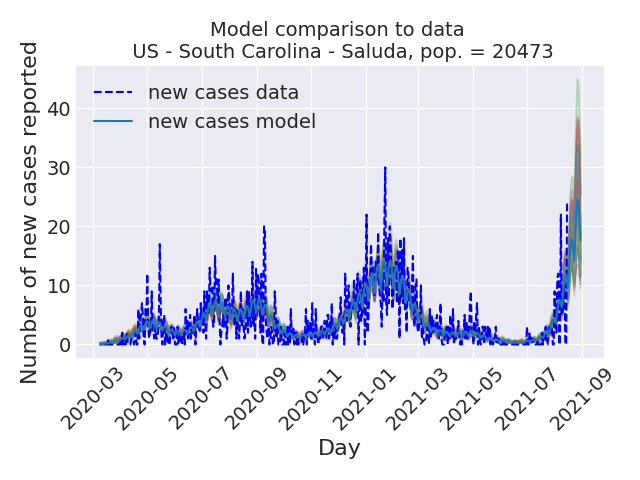 Model comparison to data
US - South Carolina - Saluda, pop. = 20473
Number of new cases reported
new cases data
new cases model
40
30
20
10
0
2020-03
2020-05
2020-07
2020-09
2020-11
2021-01
2021-03
2021-05
2021-07
2021-09
Day